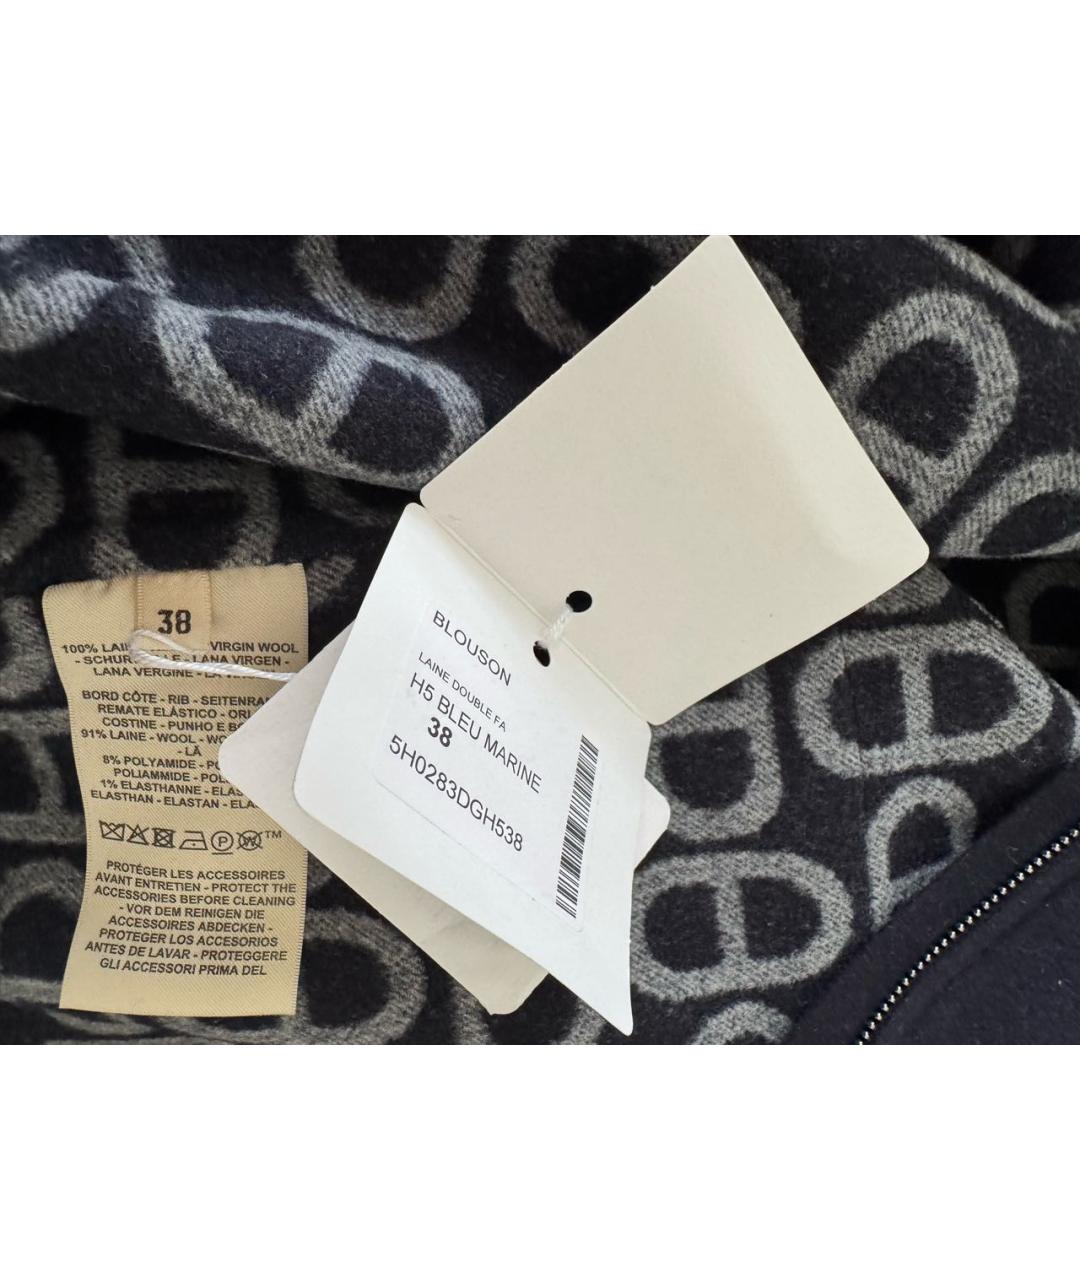 38
100% LAI VIRGIN WOOL
- SCHUR LANA VIRGEN -
LANA VERGINE -
BORD CÔTE - RIB - SEITENRA
REMATE ELÁSTICO - ORL
COSTINE - PUNHO E B
91% LAINE - WOOL - WO
- LÃ
8% POLYAMIDE - PO
POLIAMMIDE - POL
1% ELASTHANNE - ELAS
ELASTHAN - ELASTAN - ELA
TM
PROTÉGER LES ACCESSOIRES
AVANT ENTRETIEN - PROTECT THE
ACCESSORIES BEFORE CLEANING
- VOR DEM REINIGEN DIE
ACCESSOIRES ABDECKEN -
PROTEGER LOS ACCESORIOS
ANTES DE LAVAR - PROTEGGERE
GLI ACCESSORI PRIMA DEL
BLOUSON
LAINE DOUBLE FA
H5 BLEU MARINE
38
5H0283DGH538